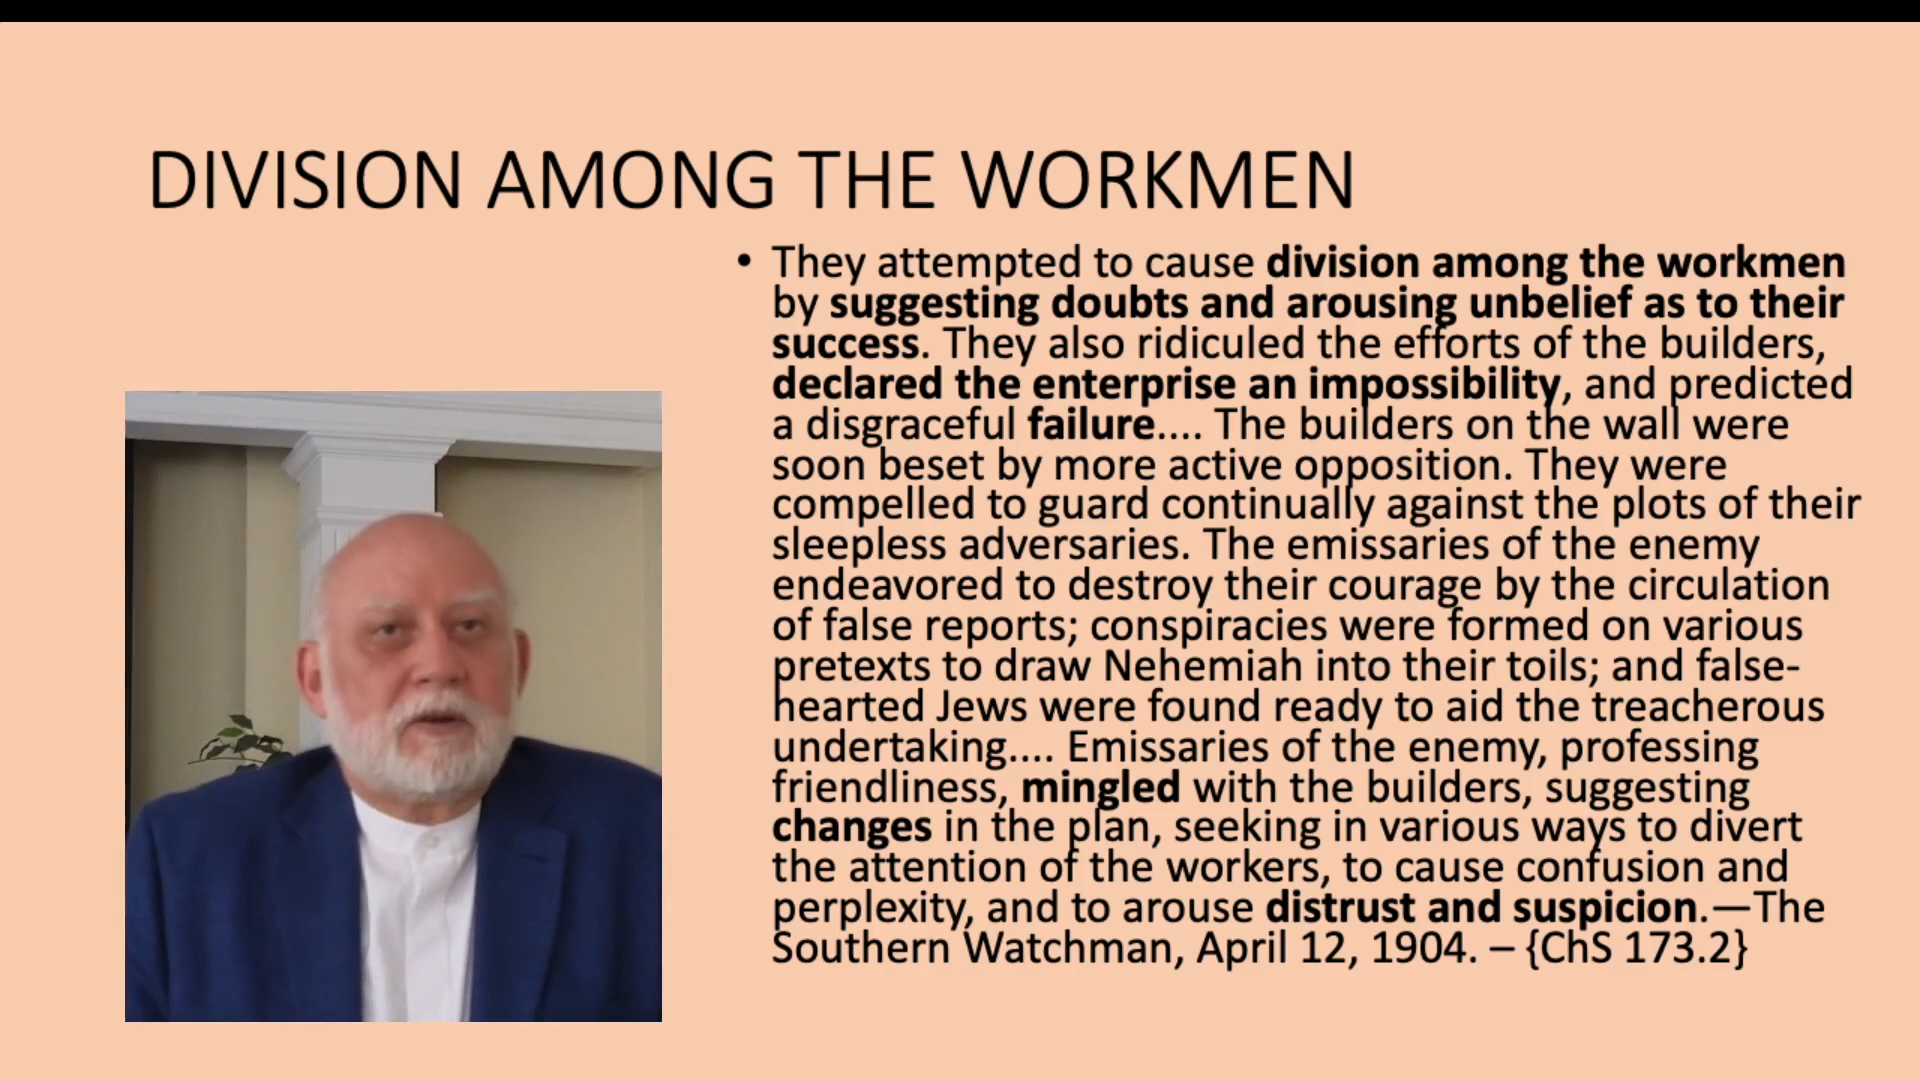 DIVISION AMONG THE WORKMEN
• They attempted to cause division among the workmen
by suggesting doubts and arousing unbelief as to their
success. They also ridiculed the efforts of the builders,
declared the enterprise an impossibility, and predicted
a disgraceful failure.... The builders on the wall were
soon beset by more active opposition. They were
compelled to guard continually against the plots of their
sleepless adversaries. The emissaries of the enemy
endeavored to destroy their courage by the circulation
of false reports; conspiracies were formed on various
pretexts to draw Nehemiah into their toils; and false-
hearted Jews were found ready to aid the treacherous
undertaking.... Emissaries of the enemy, professing
friendliness, mingled with the builders, suggesting
changes in the plan, seeking in various ways to divert
the attention of the workers, to cause confusion and
perplexity, and to arouse distrust and suspicion.—The
Southern Watchman, April 12, 1904. – {ChS 173.2}